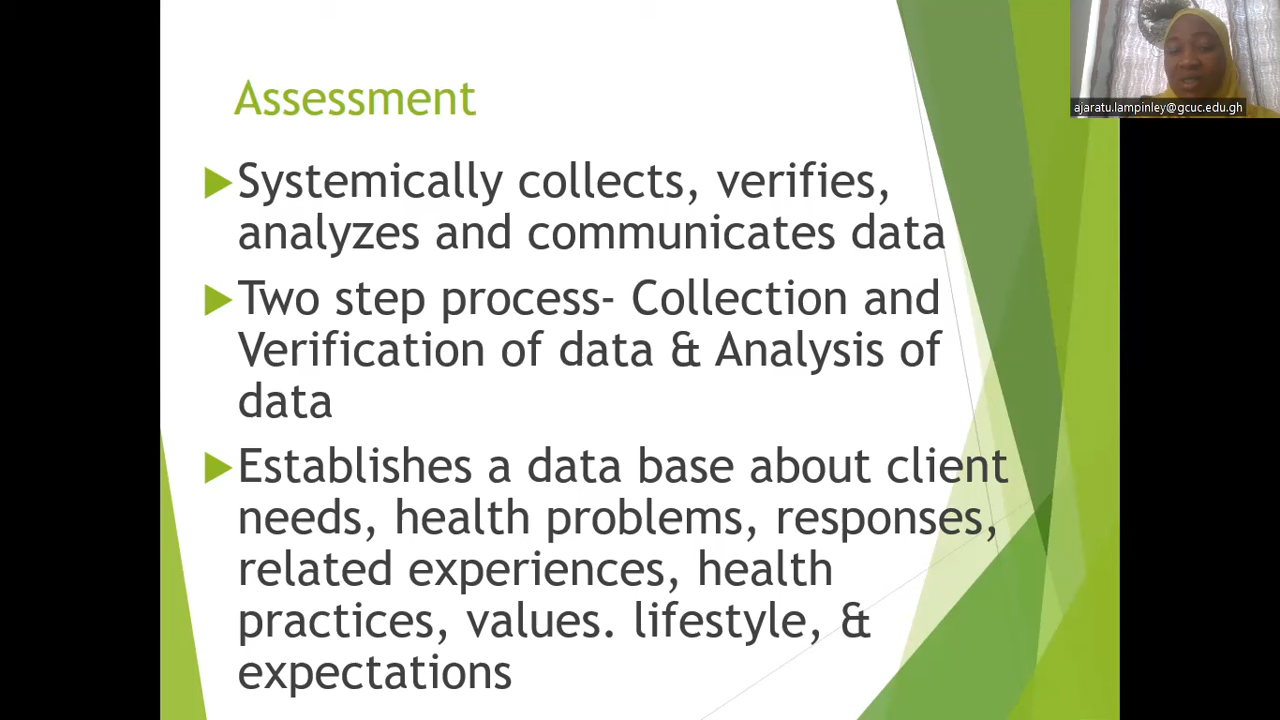 Assessment
Systemically collects, verifies,
analyzes and communicates data
Two step process- Collection and
Verification of data & Analysis of
data
Establishes a data base about client
needs, health problems, responses,
related experiences, health
practices, values. lifestyle, &
expectations
ajaratu.lampinley@gcuc.edu.gh